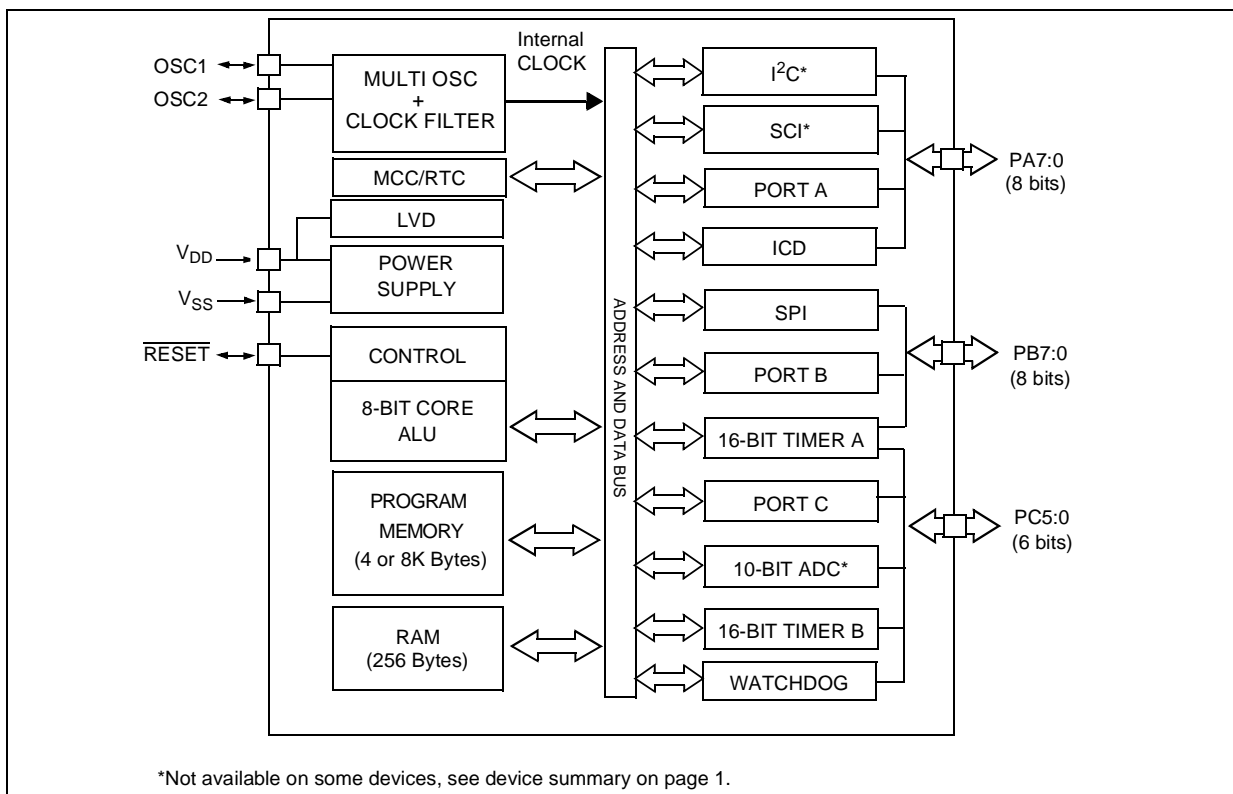 OSC1
OSC2
MULTI OSC
+
CLOCK FILTER
Internal
CLOCK
MCC/RTC
LVD
VDD
POWER
SUPPLY
VSS
RESET
CONTROL
8-BIT CORE
ALU
PROGRAM
MEMORY
(4 or 8K Bytes)
RAM
(256 Bytes)
ADDRESS AND DATA BUS
I2C*
SCI*
PORT A
ICD
PA7:0
(8 bits)
SPI
PORT B
16-BIT TIMER A
PB7:0
(8 bits)
PORT C
10-BIT ADC*
16-BIT TIMER B
WATCHDOG
PC5:0
(6 bits)
*Not available on some devices, see device summary on page 1.